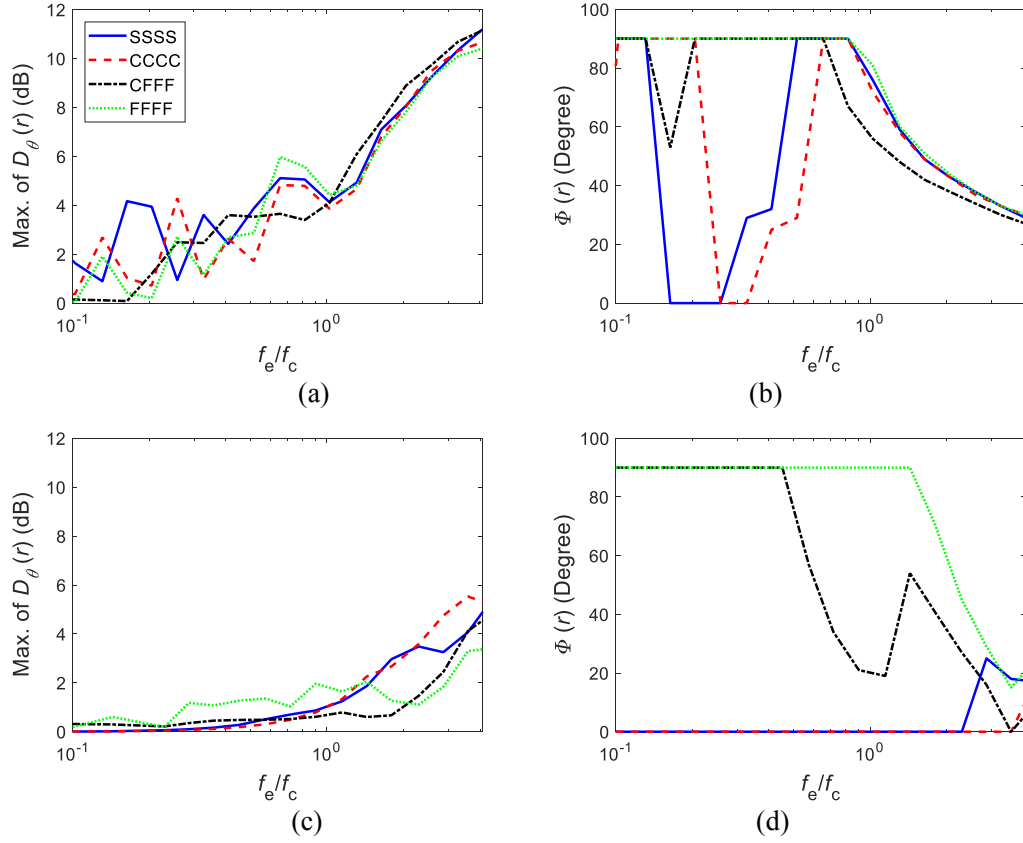 12
10
8
6
4
2
0
Max. of D_θ (r) (dB)
SSSS
CCCC
CFFF
FFFF
10^-1
10^0
f_e/f_c
(a)
100
80
60
40
20
0
Φ (r) (Degree)
10^-1
10^0
f_e/f_c
(b)
12
10
8
6
4
2
0
Max. of D_θ (r) (dB)
10^-1
10^0
f_e/f_c
(c)
100
80
60
40
20
0
Φ (r) (Degree)
10^-1
10^0
f_e/f_c
(d)